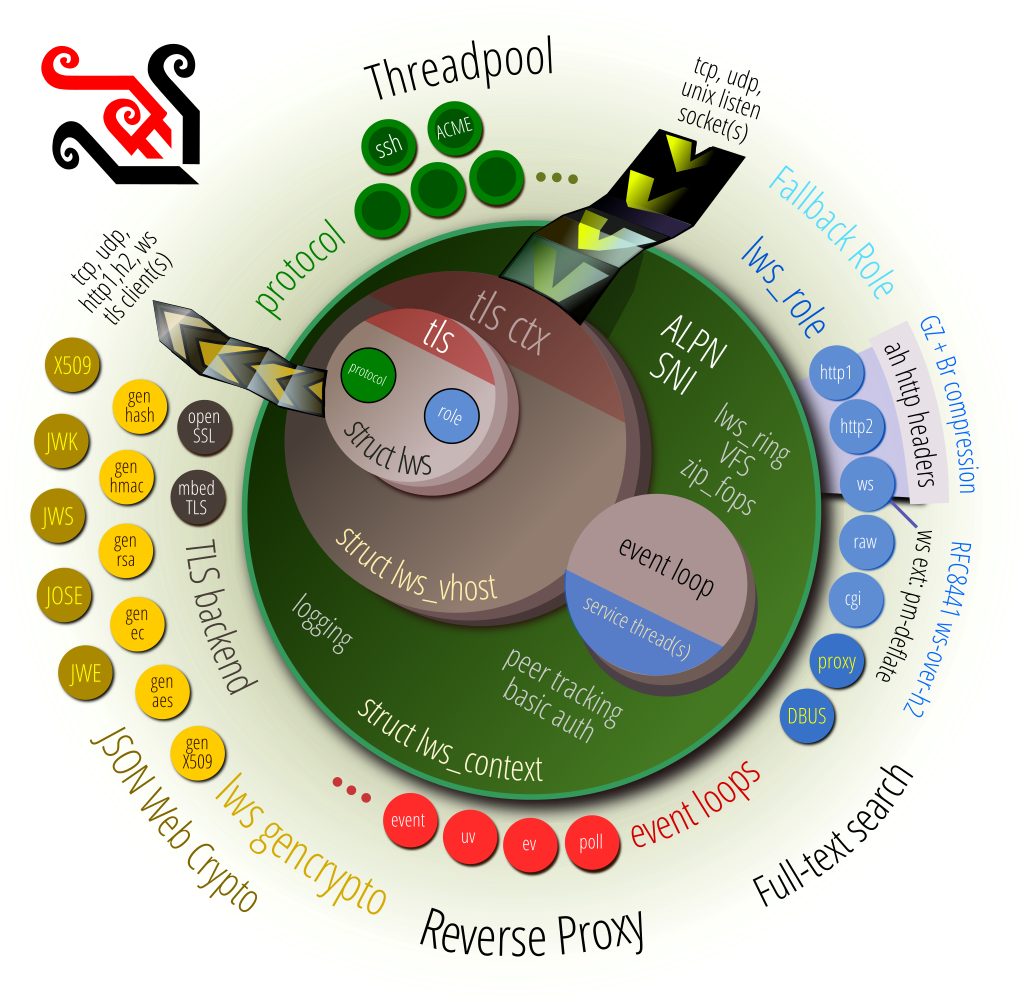 Threadpool
tcp, udp,
unix listen
socket(s)
ssh
ACME
Fallback Role
protocol
lws_role
tcp, udp,
http1,h2, ws
tls client(s)
tls ctx
tls
protocol
role
struct lws
ALPN
SNI
lws_ring
VFS
zip_fops
GZ + Br compression
ah http headers
http1
http2
ws
raw
cgi
proxy
DBUS
ws ext: pm-deflate
RFC8441 ws-over-h2
X509
JWK
JWS
JOSE
JWE
gen
hash
gen
hmac
gen
rsa
gen
ec
gen
aes
gen
X509
open
SSL
mbed
TLS
TLS backend
struct lws_vhost
event loop
service thread(s)
logging
peer tracking
basic auth
struct lws_context
JSON Web Crypto
lws gencrypto
event
uv
ev
poll
event loops
Full-text search
Reverse Proxy